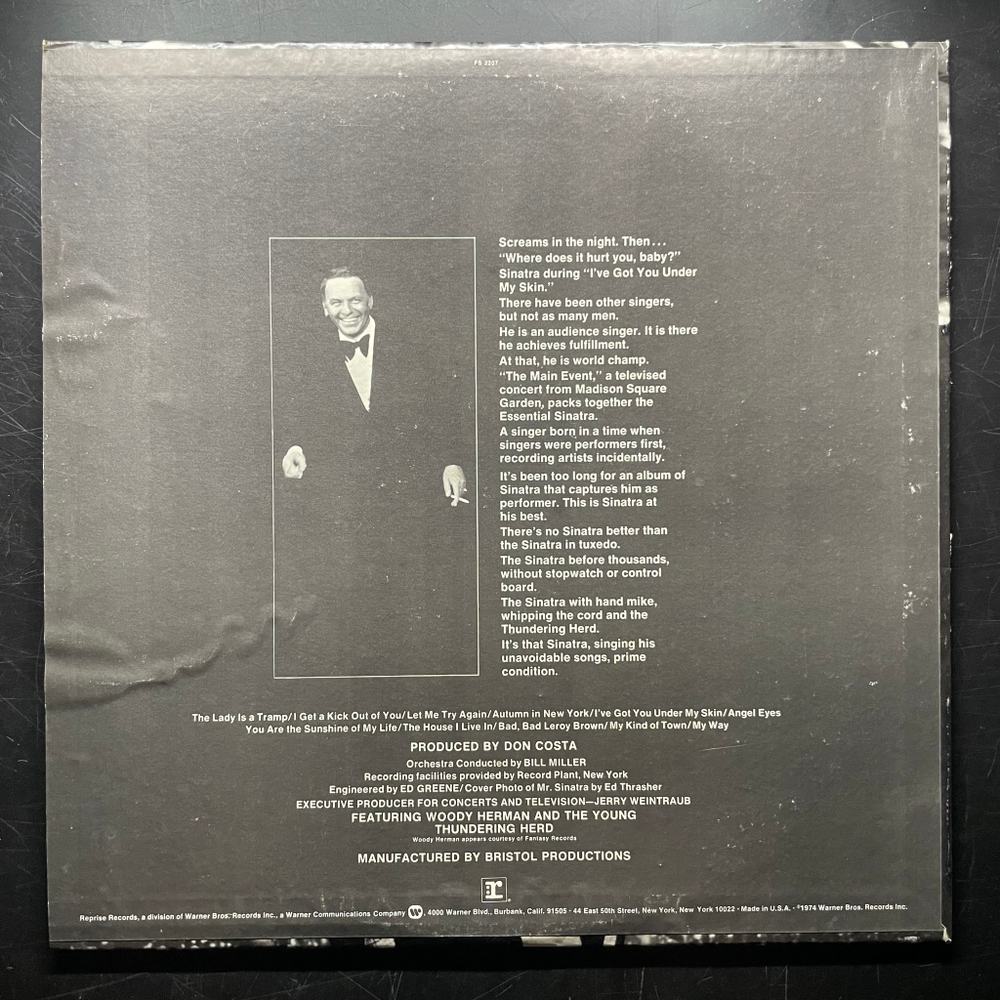 FS 2207
Screams in the night. Then...
"Where does it hurt you, baby?"
Sinatra during "I've Got You Under
My Skin."
There have been other singers,
but not as many men.
He is an audience singer. It is there
he achieves fulfillment.
At that, he is world champ.
"The Main Event," a televised
concert from Madison Square
Garden, packs together the
Essential Sinatra.
A singer born in a time when
singers were performers first,
recording artists incidentally.
It's been too long for an album of
Sinatra that captures him as
performer. This is Sinatra at
his best.
There's no Sinatra better than
the Sinatra in tuxedo.
The Sinatra before thousands,
without stopwatch or control
board.
The Sinatra with hand mike,
whipping the cord and the
Thundering Herd.
It's that Sinatra, singing his
unavoidable songs, prime
condition.
The Lady Is a Tramp/I Get a Kick Out of You/Let Me Try Again/Autumn in New York/I've Got You Under My Skin/Angel Eyes
You Are the Sunshine of My Life/The House I Live In/Bad, Bad Leroy Brown/My Kind of Town/My Way
PRODUCED BY DON COSTA
Orchestra Conducted by BILL MILLER
Recording facilities provided by Record Plant, New York
Engineered by ED GREENE/Cover Photo of Mr. Sinatra by Ed Thrasher
EXECUTIVE PRODUCER FOR CONCERTS AND TELEVISION—JERRY WEINTRAUB
FEATURING WOODY HERMAN AND THE YOUNG
THUNDERING HERD
Woody Herman appears courtesy of Fantasy Records
MANUFACTURED BY BRISTOL PRODUCTIONS
r
Reprise Records, a division of Warner Bros. Records Inc., a Warner Communications Company W, 4000 Warner Blvd., Burbank, Calif. 91505 · 44 East 50th Street, New York, New York 10022 · Made in U.S.A. · ℗1974 Warner Bros. Records Inc.